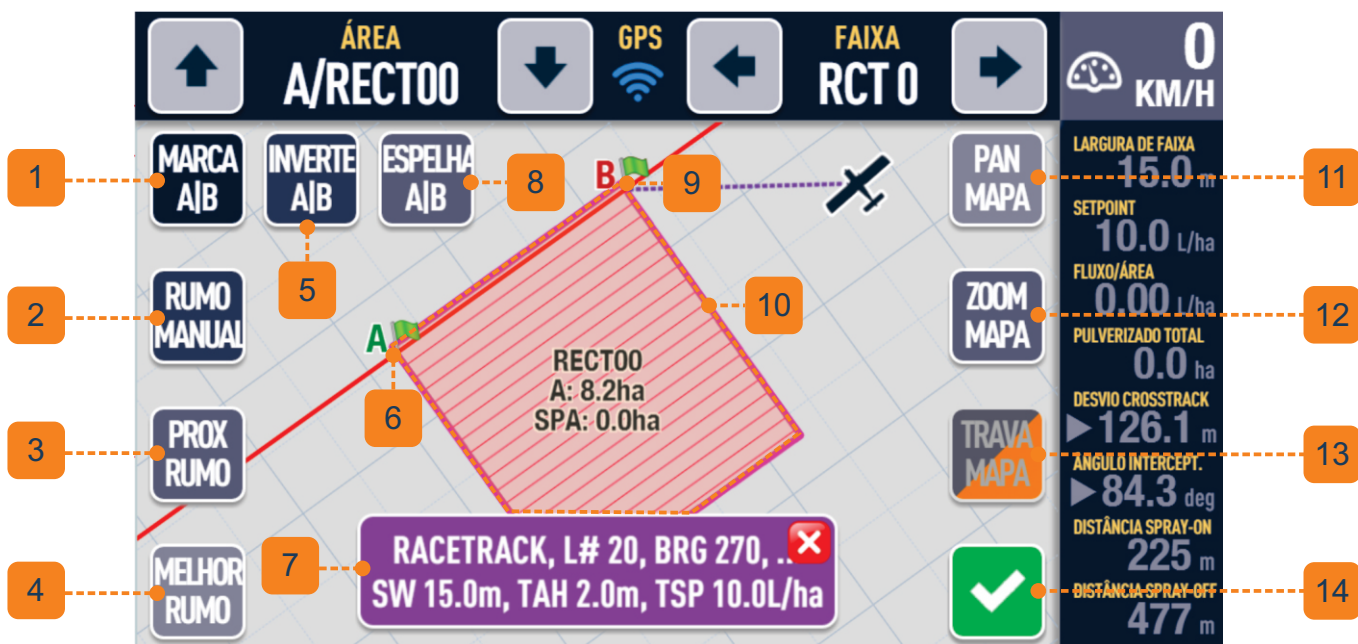 ÁREA
A/RECT00
GPS
FAIXA
RCT 0
0
KM/H
MARCA
A|B
INVERTE
A|B
ESPELHA
A|B
PAN
MAPA
RUMO
MANUAL
ZOOM
MAPA
PROX
RUMO
TRAVA
MAPA
MELHOR
RUMO
A
B
RECT00
A: 8.2ha
SPA: 0.0ha
RACETRACK, L# 20, BRG 270, ...
SW 15.0m, TAH 2.0m, TSP 10.0L/ha
LARGURA DE FAIXA
15.0 m
SETPOINT
10.0 L/ha
FLUXO/ÁREA
0.00 L/ha
PULVERIZADO TOTAL
0.0 ha
DESVIO CROSSTRACK
126.1 m
ÂNGULO INTERCEPT.
84.3 deg
DISTÂNCIA SPRAY-ON
225 m
DISTÂNCIA SPRAY-OFF
477 m
1
2
3
4
5
6
7
8
9
10
11
12
13
14